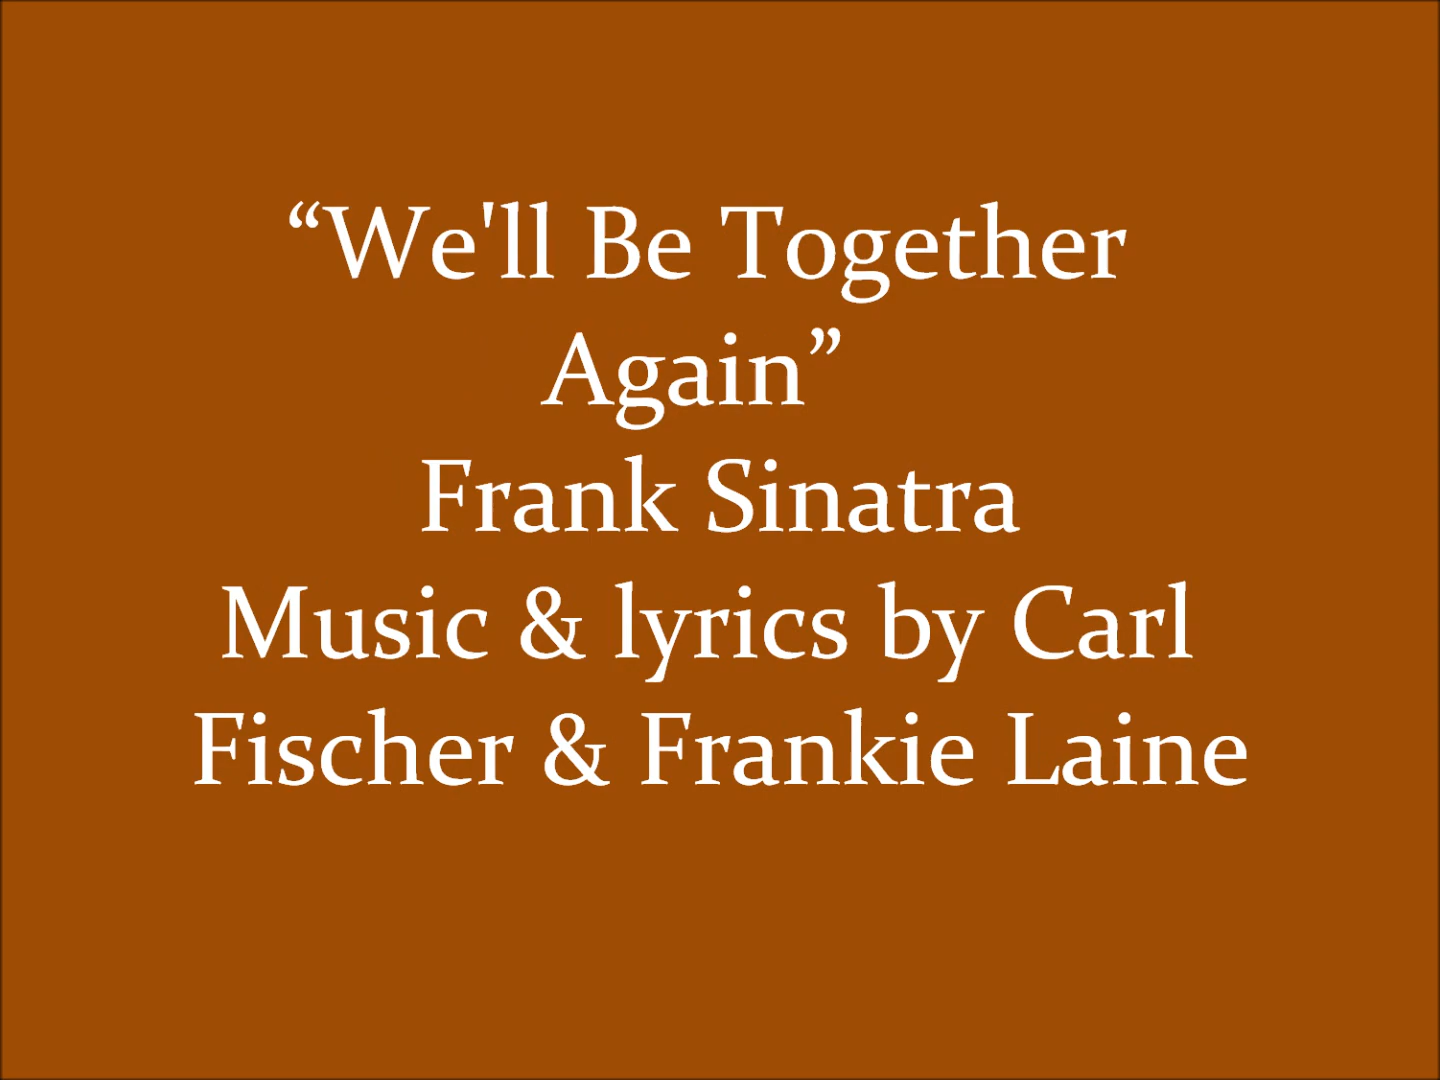 “We'll Be Together
Again”
Frank Sinatra
Music & lyrics by Carl
Fischer & Frankie Laine